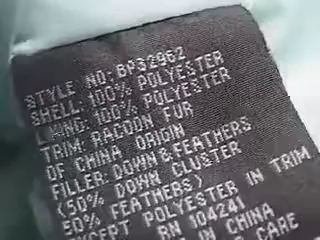 STYLE NO: BP32962
SHELL: 100% POLYESTER
LINING: 100% POLYESTER
TRIM: RACOON FUR
OF CHINA ORIGIN
FILLER: DOWN & FEATHERS
(50% DOWN CLUSTER
50% FEATHERS)
EXCEPT POLYESTER IN TRIM
RN 104241
IN CHINA
CARE